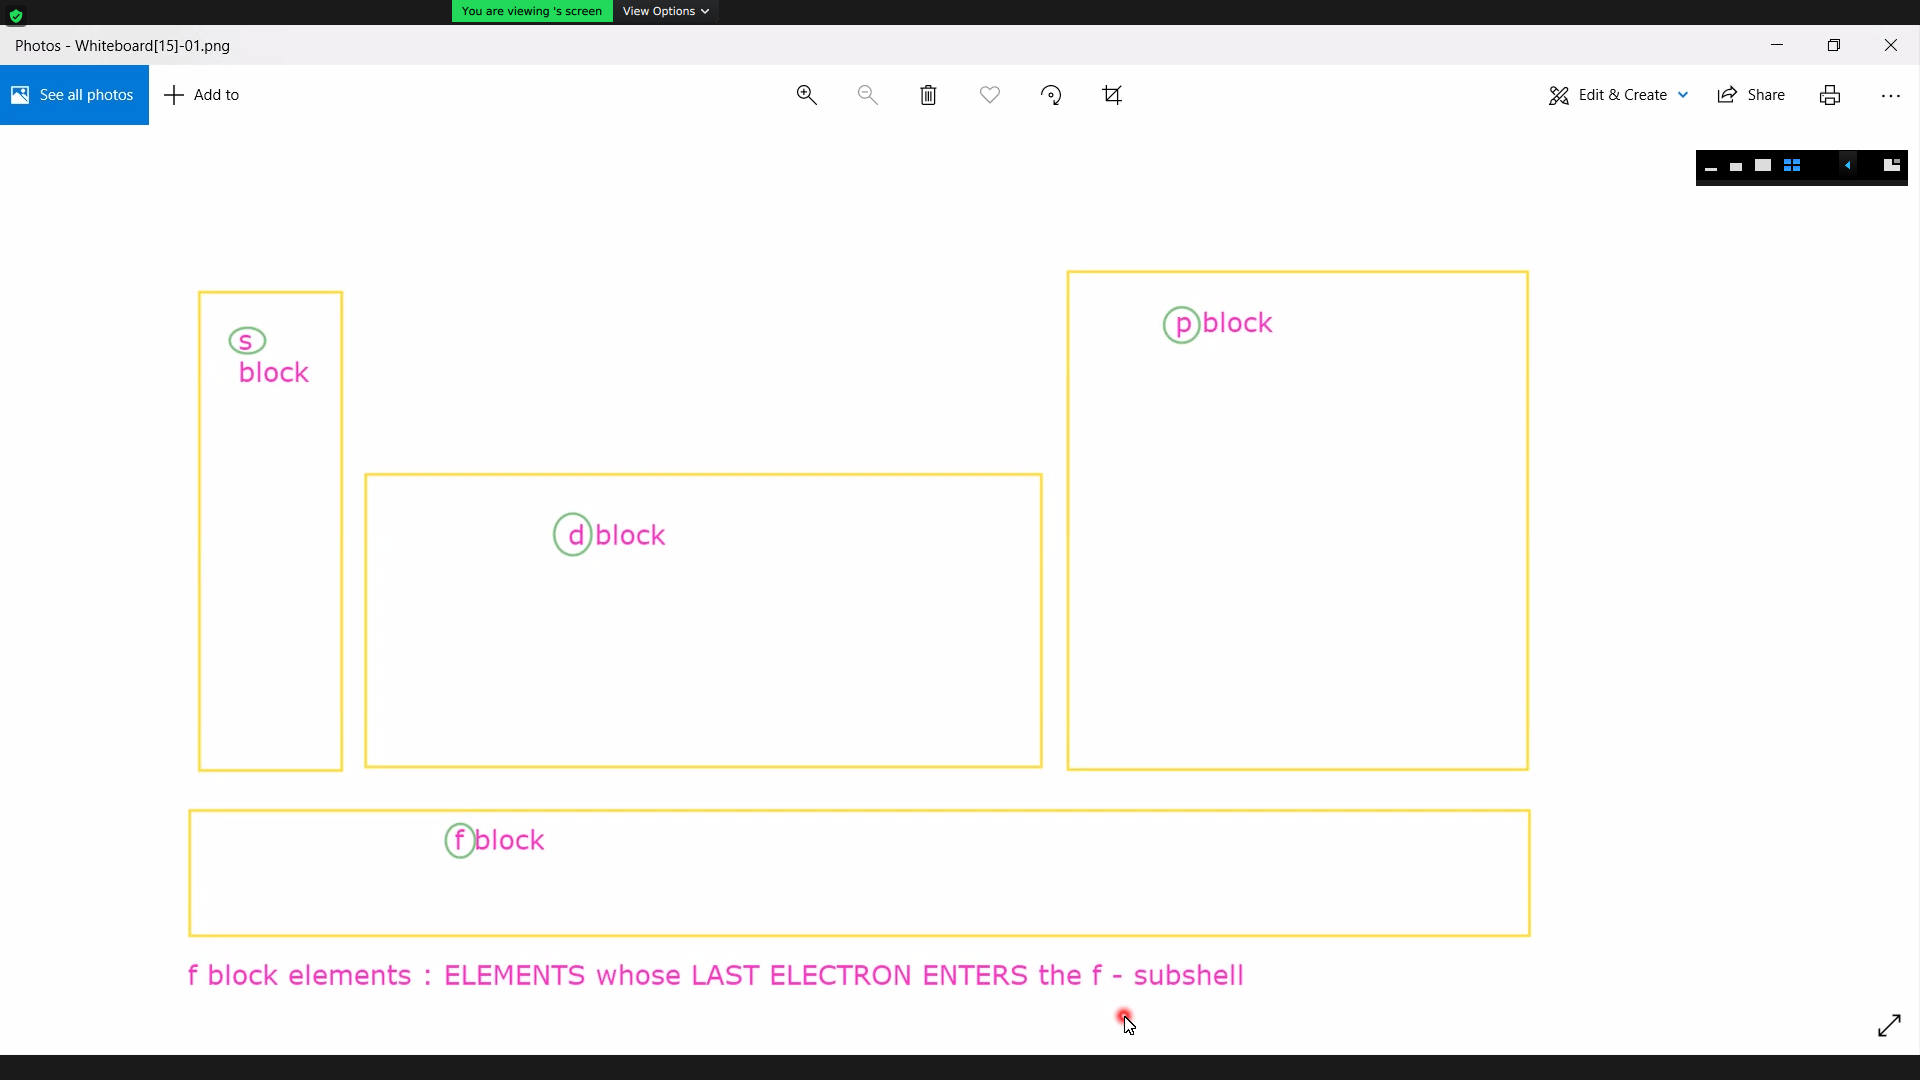 You are viewing 's screen View Options
Photos - Whiteboard[15]-01.png
See all photos Add to Edit & Create Share
s
block
p block
d block
f block
f block elements : ELEMENTS whose LAST ELECTRON ENTERS the f - subshell